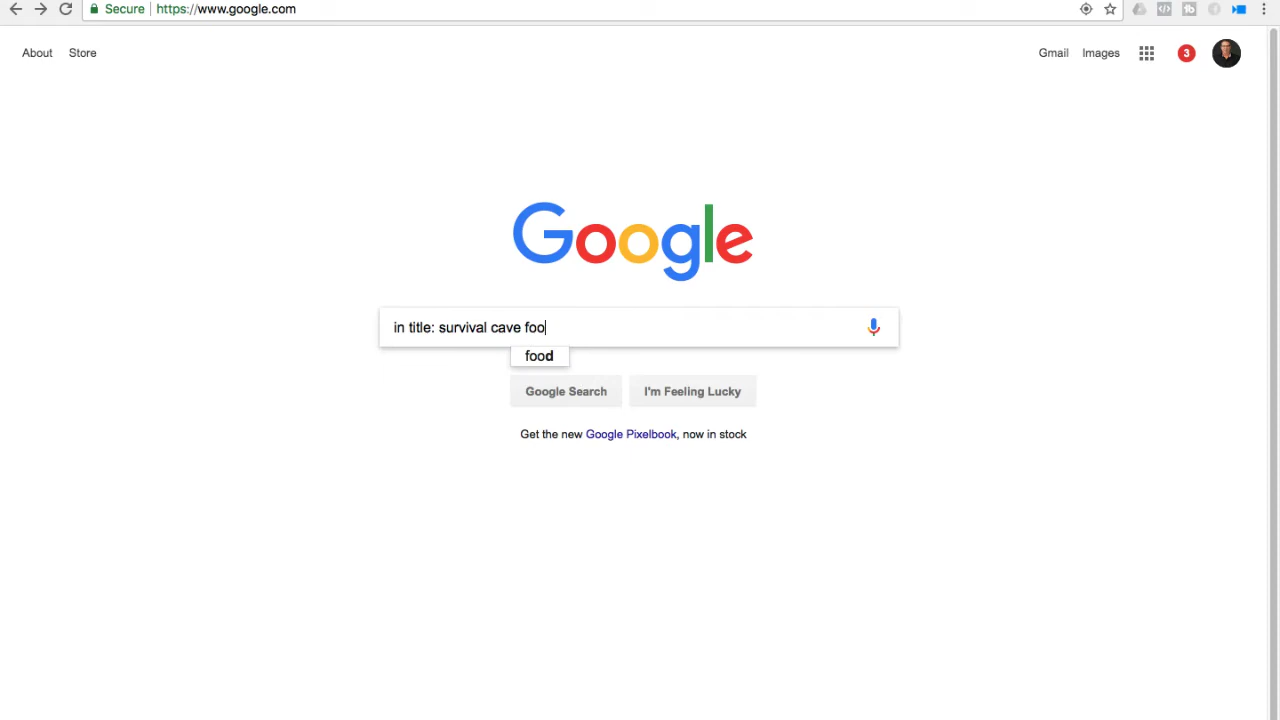 Secure https://www.google.com
About Store Gmail Images 3
Google
in title: survival cave foo
food
Google Search I'm Feeling Lucky
Get the new Google Pixelbook, now in stock